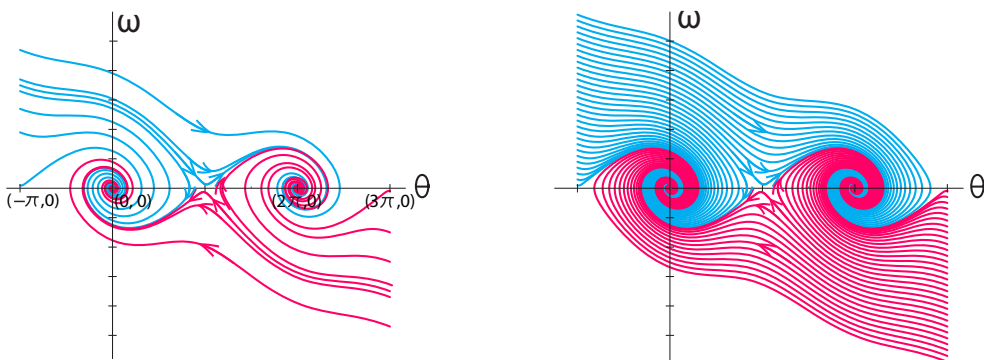 ω
θ
(−π,0)
(0, 0)
(2π,0)
(3π,0)
ω
θ